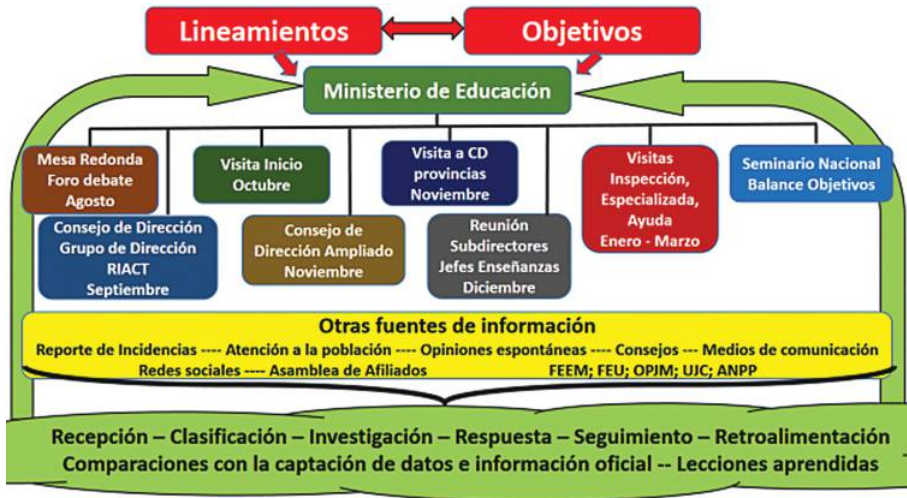 Lineamientos
Objetivos
Ministerio de Educación
Mesa Redonda
Foro debate
Agosto
Consejo de Dirección
Grupo de Dirección
RIACT
Septiembre
Visita Inicio
Octubre
Consejo de
Dirección Ampliado
Noviembre
Visita a CD
provincias
Noviembre
Reunión
Subdirectores
Jefes Enseñanzas
Diciembre
Visitas
Inspección,
Especializada,
Ayuda
Enero - Marzo
Seminario Nacional
Balance Objetivos
Otras fuentes de información
Reporte de Incidencias ---- Atención a la población ---- Opiniones espontáneas ---- Consejos --- Medios de comunicación
Redes sociales ---- Asamblea de Afiliados FEEM; FEU; OPJM; UJC; ANPP
Recepción – Clasificación – Investigación – Respuesta – Seguimiento – Retroalimentación
Comparaciones con la captación de datos e información oficial -- Lecciones aprendidas